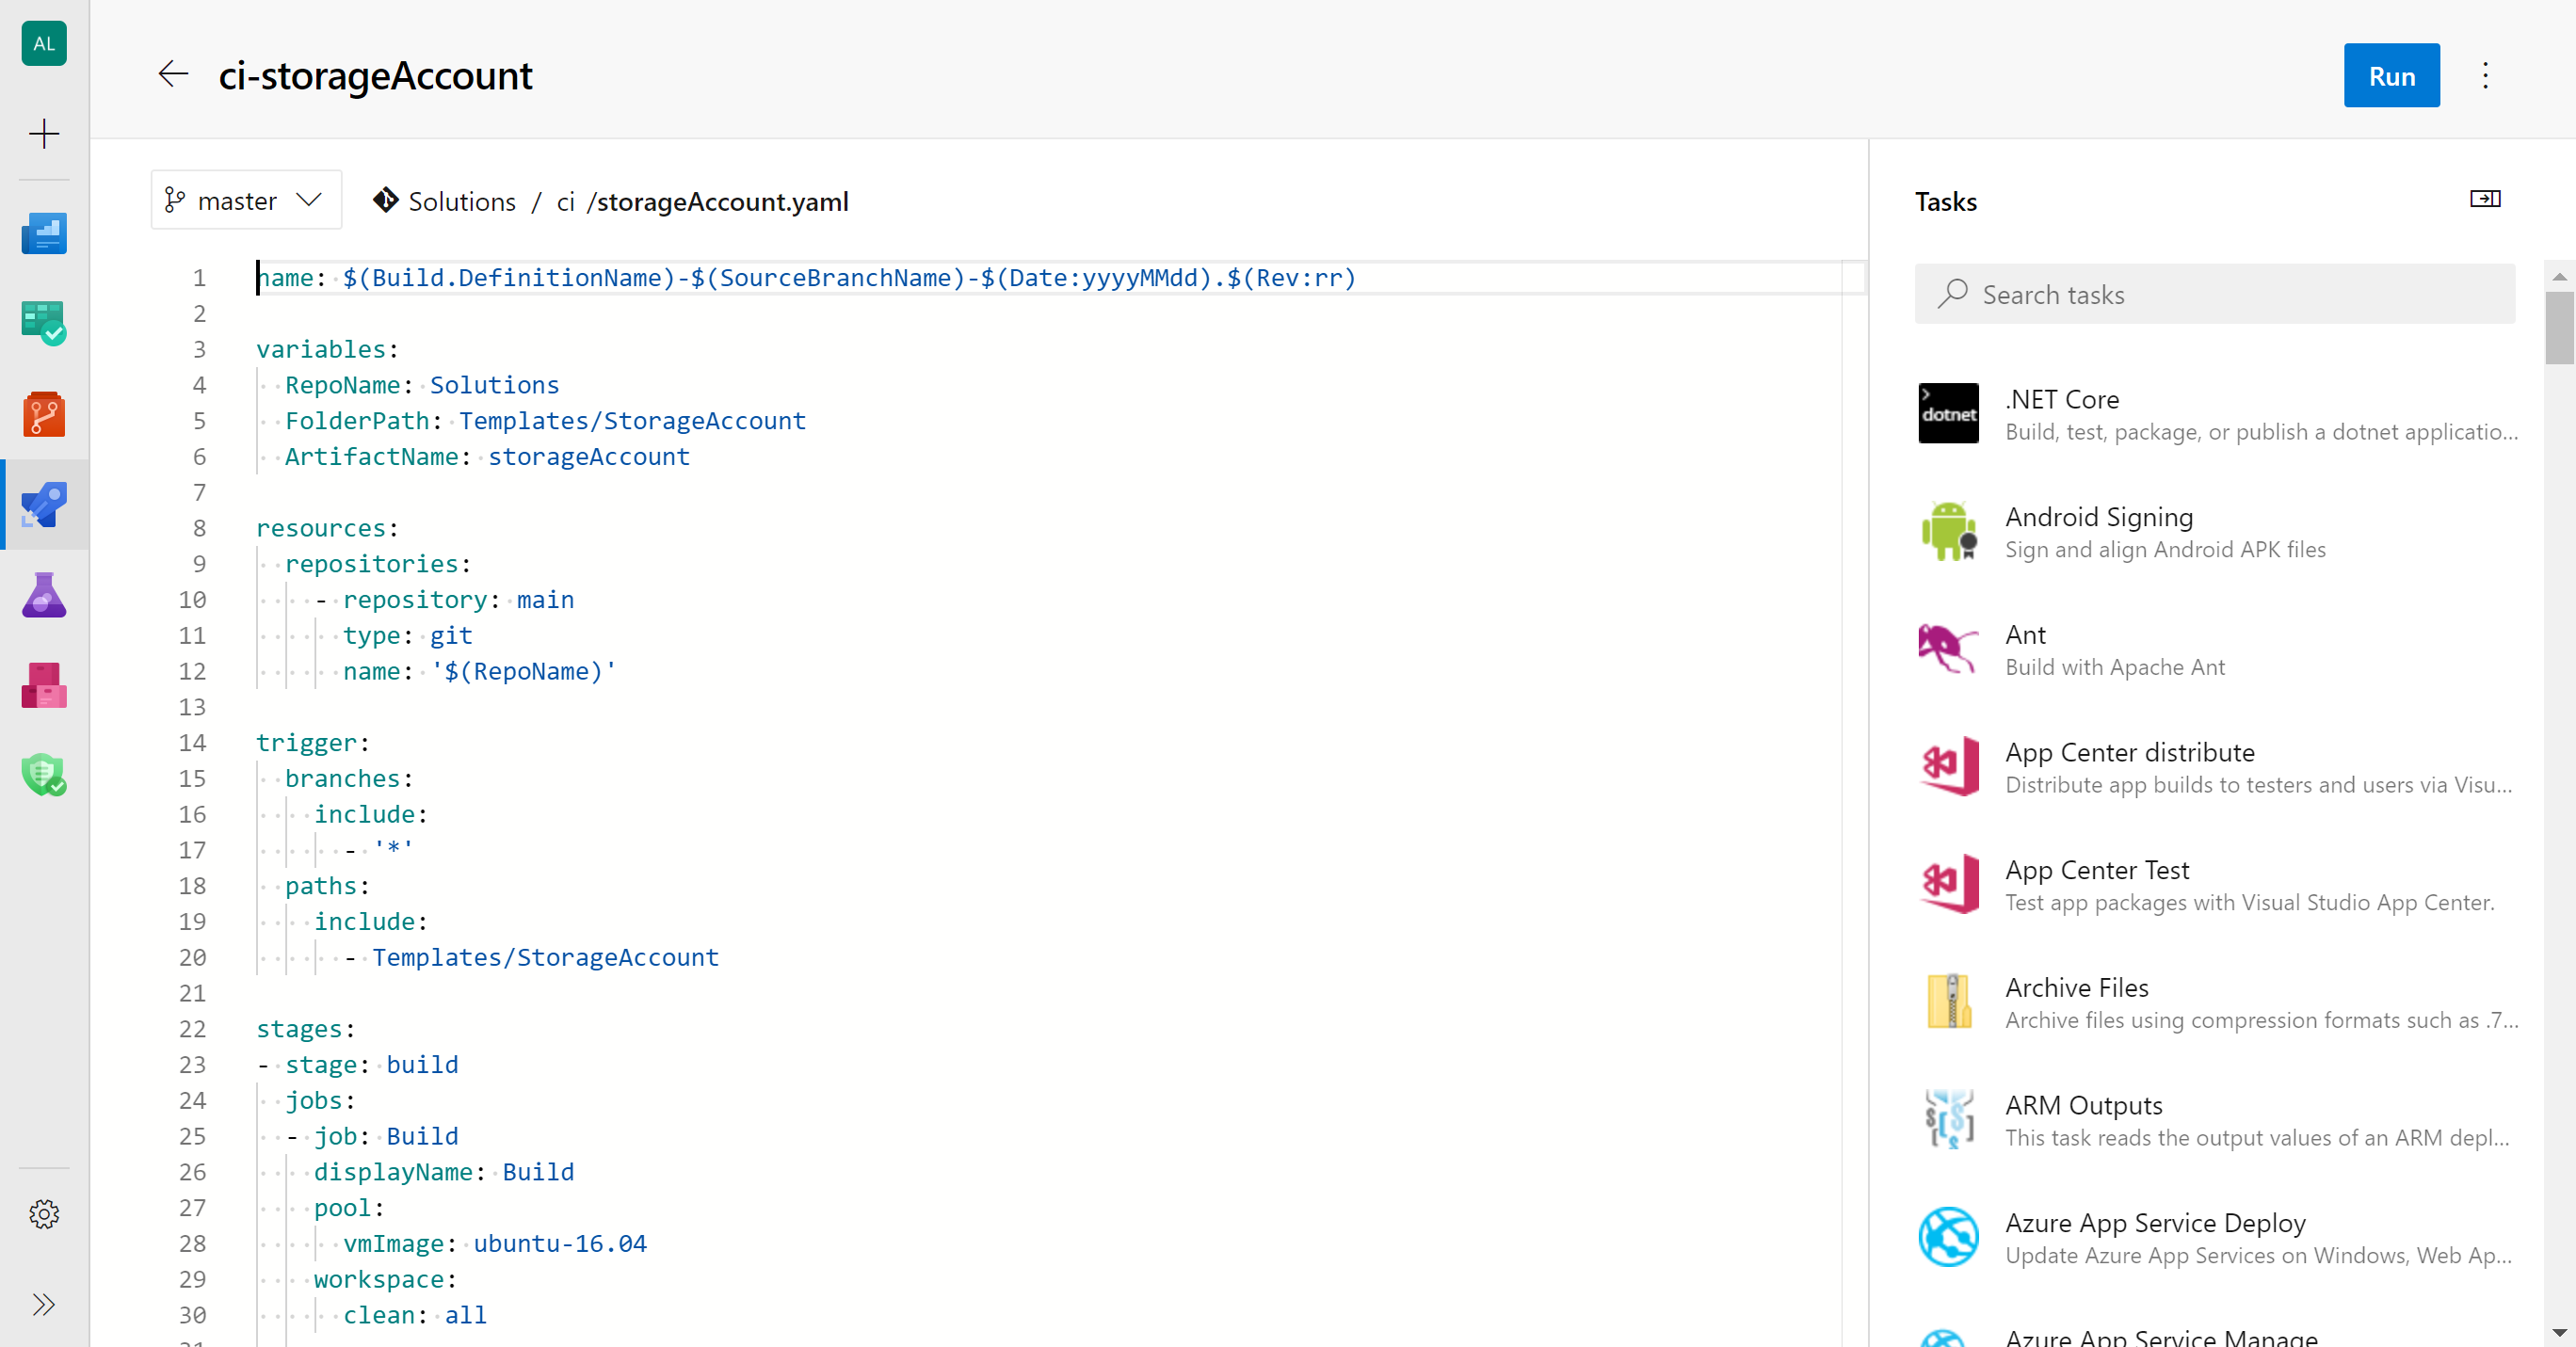 AL
ci-storageAccount
Run
master
Solutions / ci /storageAccount.yaml
1 name: $(Build.DefinitionName)-$(SourceBranchName)-$(Date:yyyyMMdd).$(Rev:rr)
2
3 variables:
4 RepoName: Solutions
5 FolderPath: Templates/StorageAccount
6 ArtifactName: storageAccount
7
8 resources:
9 repositories:
10 - repository: main
11 type: git
12 name: '$(RepoName)'
13
14 trigger:
15 branches:
16 include:
17 - '*'
18 paths:
19 include:
20 - Templates/StorageAccount
21
22 stages:
23 - stage: build
24 jobs:
25 - job: Build
26 displayName: Build
27 pool:
28 vmImage: ubuntu-16.04
29 workspace:
30 clean: all
31
Tasks
Search tasks
dotnet
.NET Core
Build, test, package, or publish a dotnet applicatio...
Android Signing
Sign and align Android APK files
Ant
Build with Apache Ant
App Center distribute
Distribute app builds to testers and users via Visu...
App Center Test
Test app packages with Visual Studio App Center.
Archive Files
Archive files using compression formats such as .7...
ARM Outputs
This task reads the output values of an ARM depl...
Azure App Service Deploy
Update Azure App Services on Windows, Web Ap...
Azure App Service Manage